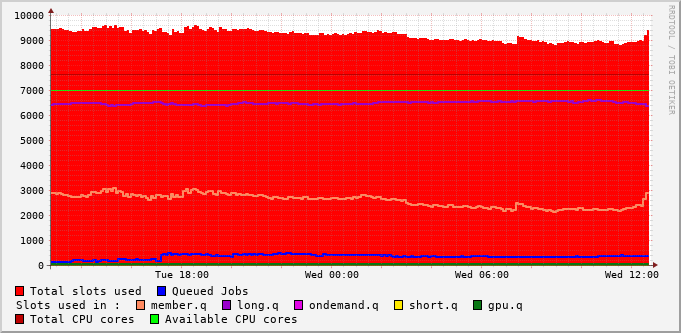 10000
9000
8000
7000
6000
5000
4000
3000
2000
1000
0
Tue 18:00 Wed 00:00 Wed 06:00 Wed 12:00
RRDTOOL / TOBI OETIKER
Total slots used Queued Jobs
Slots used in : member.q long.q ondemand.q short.q gpu.q
Total CPU cores Available CPU cores